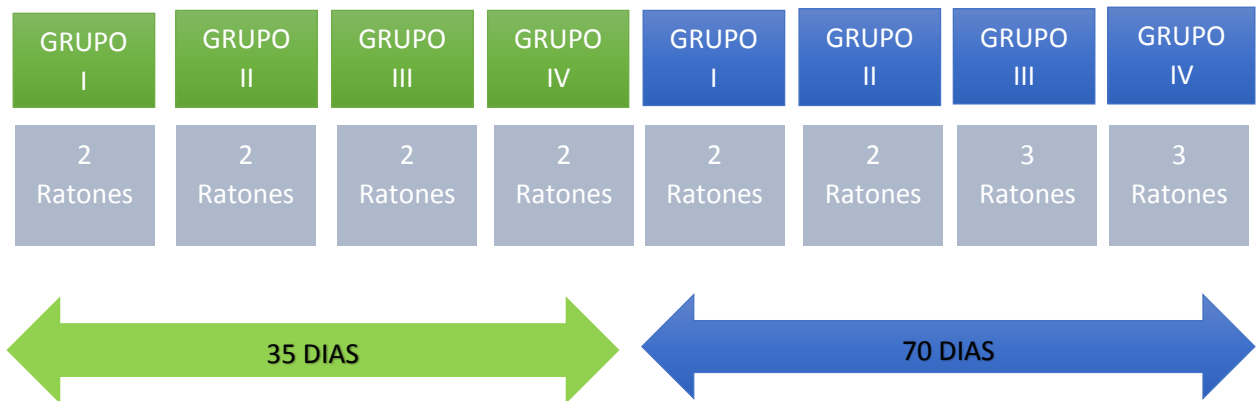 GRUPO
I
GRUPO
II
GRUPO
III
GRUPO
IV
GRUPO
I
GRUPO
II
GRUPO
III
GRUPO
IV
2
Ratones
2
Ratones
2
Ratones
2
Ratones
2
Ratones
2
Ratones
3
Ratones
3
Ratones
35 DIAS
70 DIAS